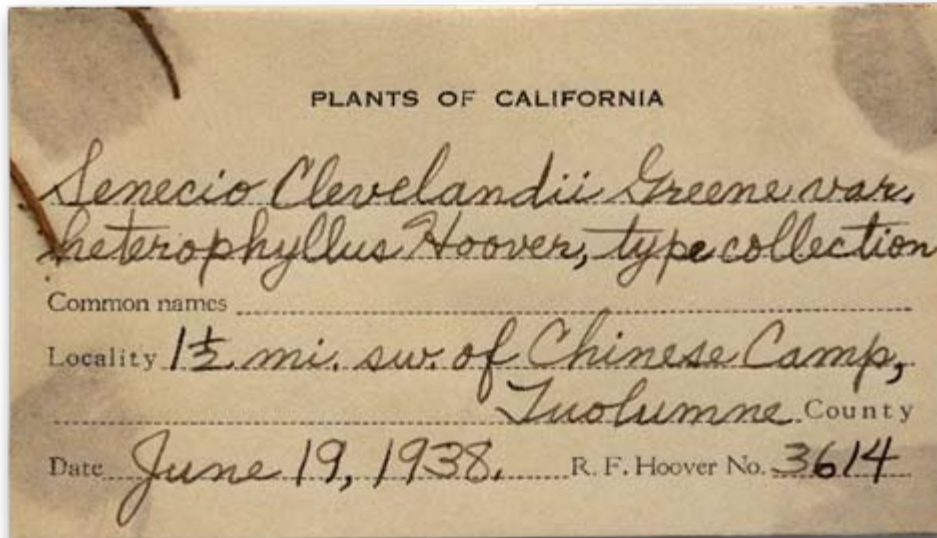 PLANTS OF CALIFORNIA
Senecio Clevelandii Greene var.
heterophyllus Hoover, type collection
Common names
Locality 1½ mi. sw. of Chinese Camp,
Tuolumne County
Date June 19, 1938. R. F. Hoover No. 3614